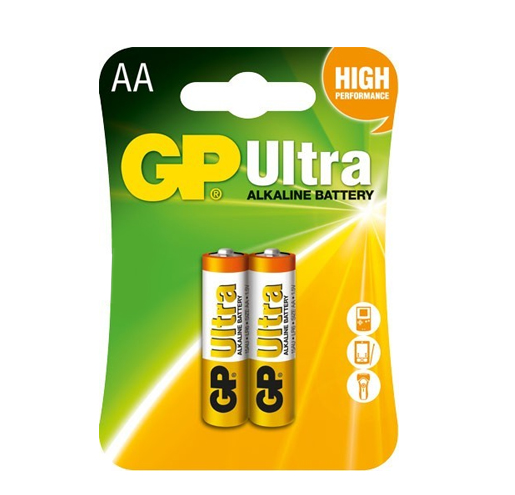 AA
HIGH
PERFORMANCE
GP® Ultra
ALKALINE BATTERY
GP® Ultra
ALKALINE BATTERY
GP® Ultra
ALKALINE BATTERY